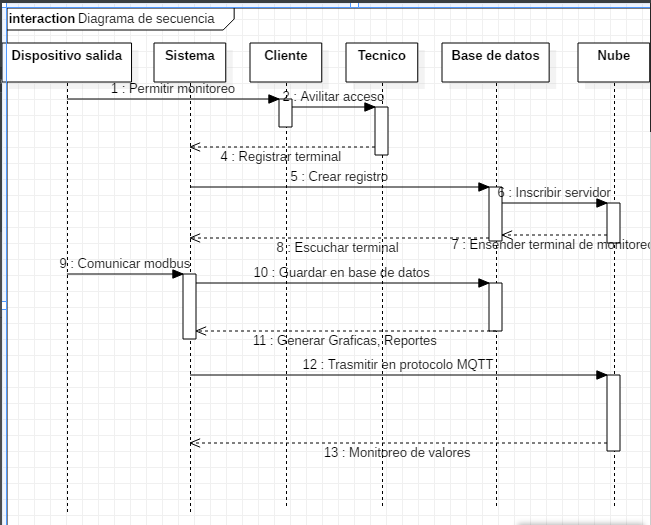 interaction Diagrama de secuencia
Dispositivo salida
Sistema
Cliente
Tecnico
Base de datos
Nube
1 : Permitir monitoreo
2 : Avilitar acceso
4 : Registrar terminal
5 : Crear registro
6 : Inscribir servidor
7 : Ensender terminal de monitoreo
8 : Escuchar terminal
9 : Comunicar modbus
10 : Guardar en base de datos
11 : Generar Graficas, Reportes
12 : Trasmitir en protocolo MQTT
13 : Monitoreo de valores